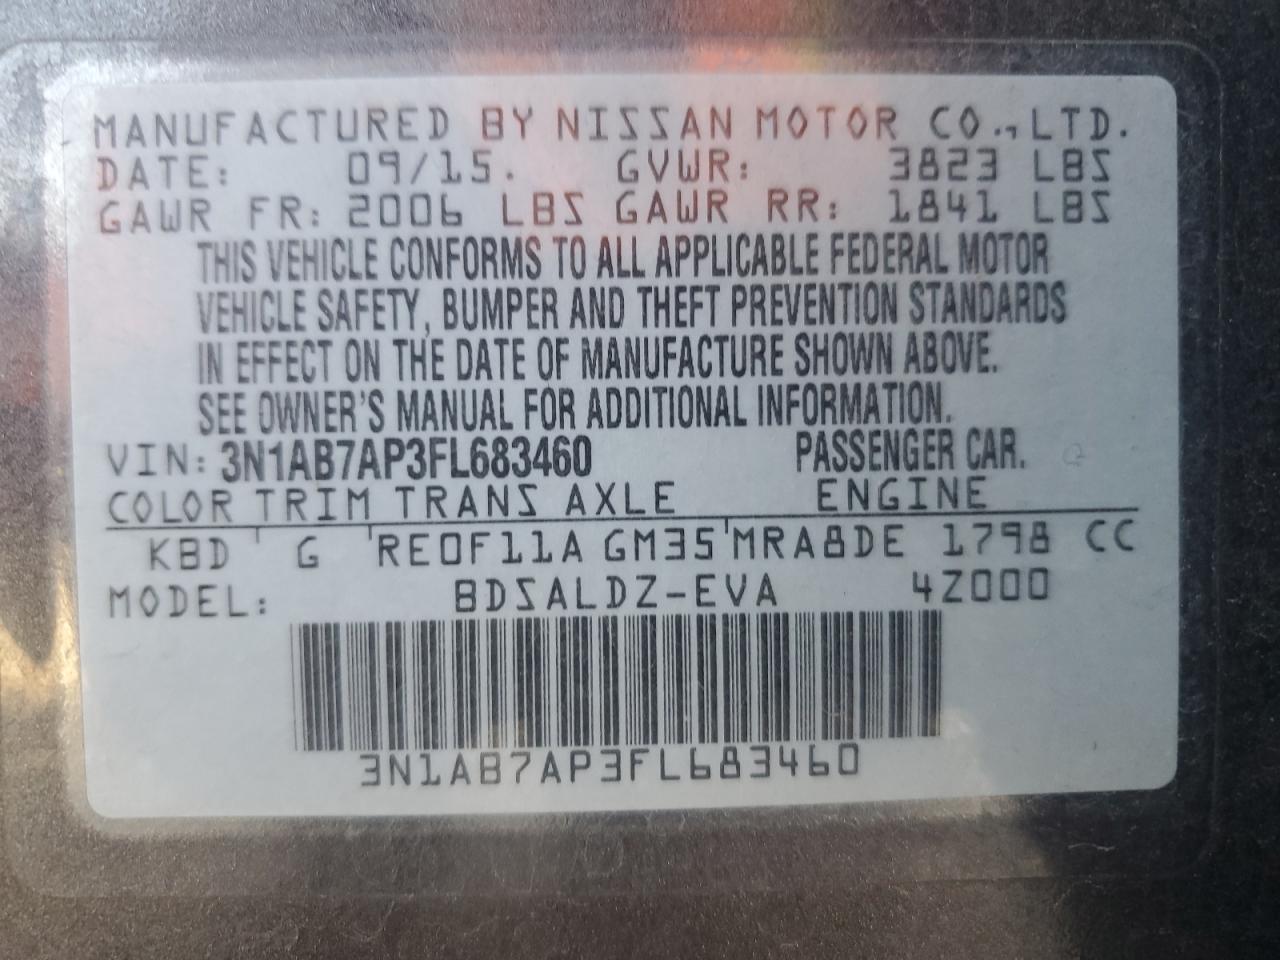 MANUFACTURED BY NISSAN MOTOR CO., LTD.
DATE: 09/15. GVWR: 3823 LBS
GAWR FR: 2006 LBS GAWR RR: 1841 LBS
THIS VEHICLE CONFORMS TO ALL APPLICABLE FEDERAL MOTOR
VEHICLE SAFETY, BUMPER AND THEFT PREVENTION STANDARDS
IN EFFECT ON THE DATE OF MANUFACTURE SHOWN ABOVE.
SEE OWNER'S MANUAL FOR ADDITIONAL INFORMATION.
VIN: 3N1AB7AP3FL683460 PASSENGER CAR.
COLOR TRIM TRANS AXLE ENGINE
KBD G RE0F11A GM35 MRA8DE 1798 CC
MODEL: BDSALDZ-EVA 4Z000
3N1AB7AP3FL683460